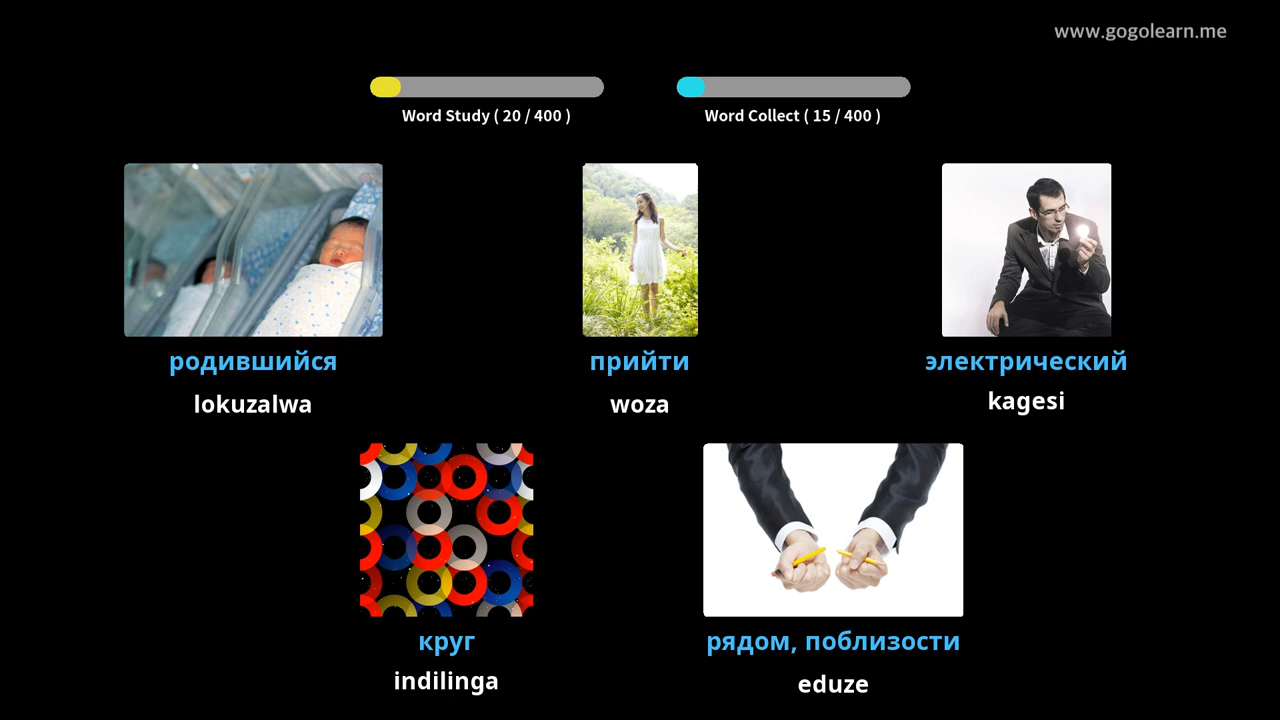 www.gogolearn.me
Word Study ( 20 / 400 )
Word Collect ( 15 / 400 )
родившийся
прийти
электрический
lokuzalwa
woza
kagesi
круг
рядом, поблизости
indilinga
eduze